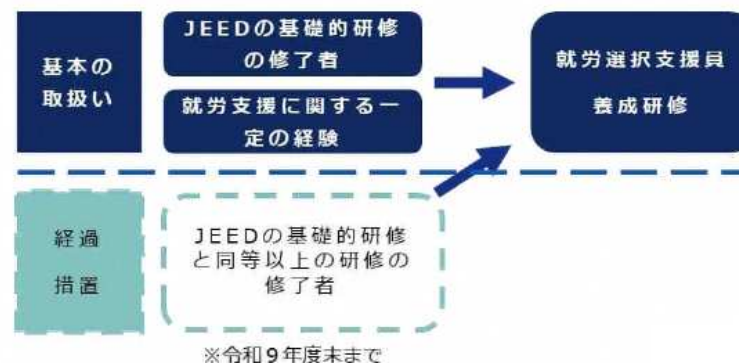 基本の
取扱い
JEEDの基礎的研修
の修了者
就労支援に関する一
定の経験
就労選択支援員
養成研修
経過
措置
JEEDの基礎的研修
と同等以上の研修の
修了者
※令和9年度末まで